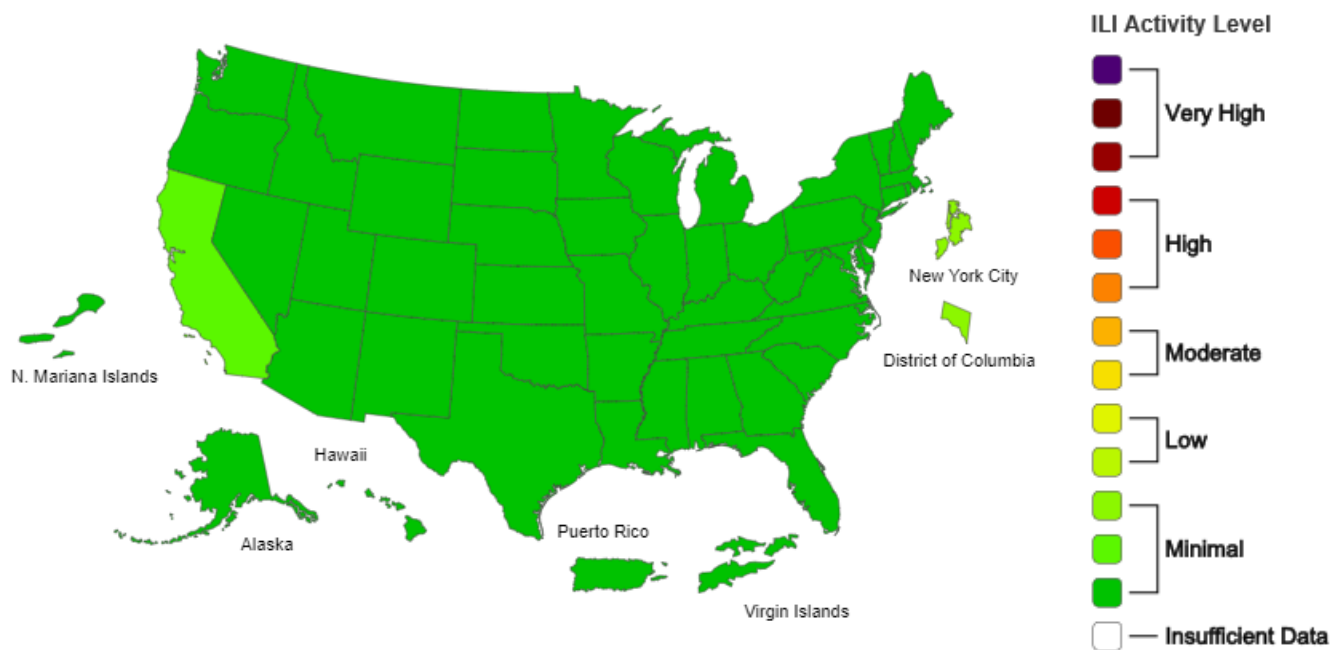 ILI Activity Level
Very High
High
Moderate
Low
Minimal
Insufficient Data
New York City
District of Columbia
N. Mariana Islands
Hawaii
Alaska
Puerto Rico
Virgin Islands